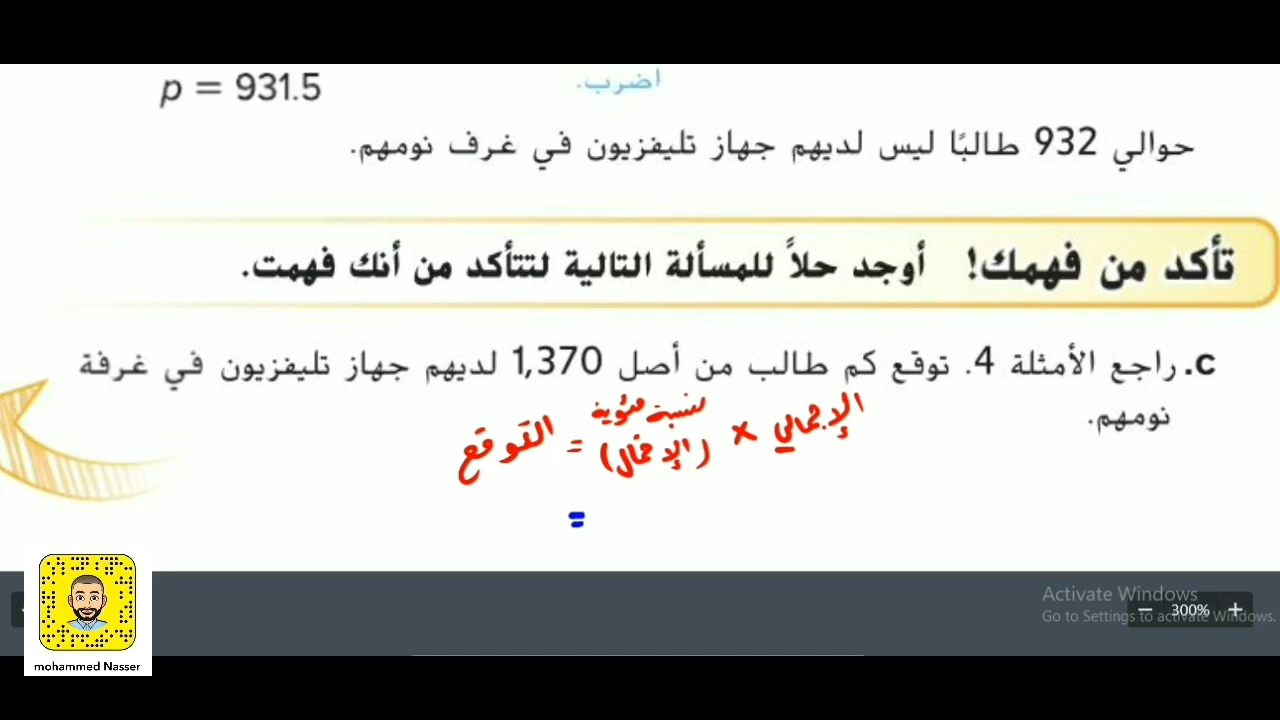 اضرب.
p = 931.5
حوالي 932 طالبًا ليس لديهم جهاز تليفزيون في غرف نومهم.
تأكد من فهمك! أوجد حلاً للمسألة التالية لتتأكد من أنك فهمت.
c. راجع الأمثلة 4. توقع كم طالب من أصل 1,370 لديهم جهاز تليفزيون في غرفة
نومهم.
نسبة مئوية
الإجمالي × (الاحتمال) = التوقع
=
Activate Windows
Go to Settings to activate Windows.
300%
mohammed Nasser